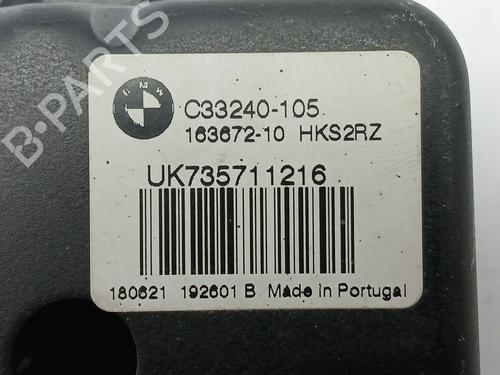 B-PARTS
BMW
C33240-105
163672-10 HKS2RZ
UK735711216
180621 192601 B Made in Portugal